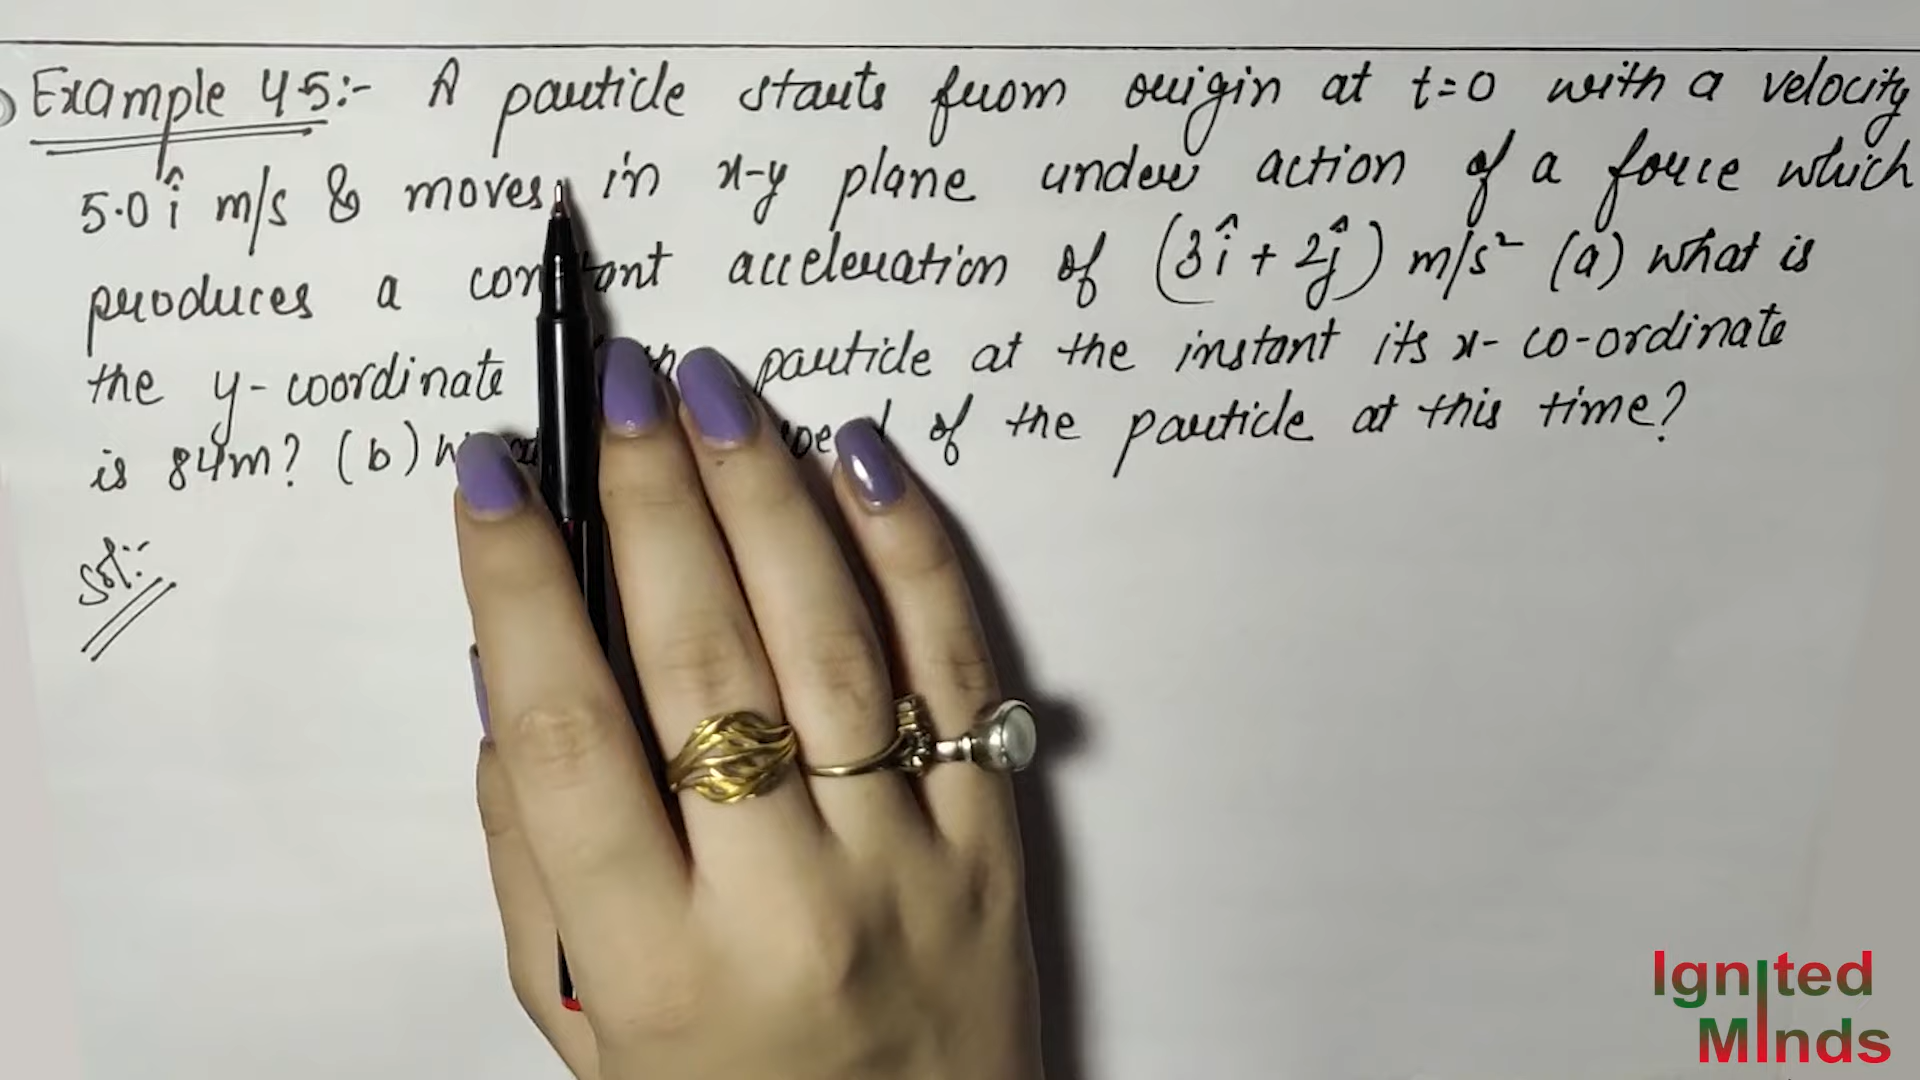 Example 4.5:- A particle starts from origin at t=0 with a velocity
5.0 î m/s & moves in x-y plane under action of a force which
produces a acceleration of (3î + 2ĵ) m/s² (a) what is
the y-coordinate particle at the instant its x- co-ordinate
is 84m? (b) of the particle at this time?
Sol:-
Ignited
Minds